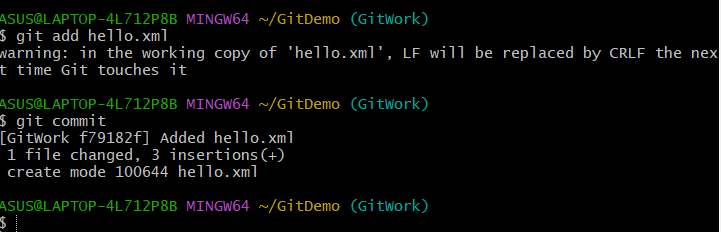 ASUS@LAPTOP-4L712P8B MINGW64 ~/GitDemo (GitWork)
$ git add hello.xml
warning: in the working copy of 'hello.xml', LF will be replaced by CRLF the nex
t time Git touches it
ASUS@LAPTOP-4L712P8B MINGW64 ~/GitDemo (GitWork)
$ git commit
[GitWork f79182f] Added hello.xml
 1 file changed, 3 insertions(+)
 create mode 100644 hello.xml
ASUS@LAPTOP-4L712P8B MINGW64 ~/GitDemo (GitWork)
$